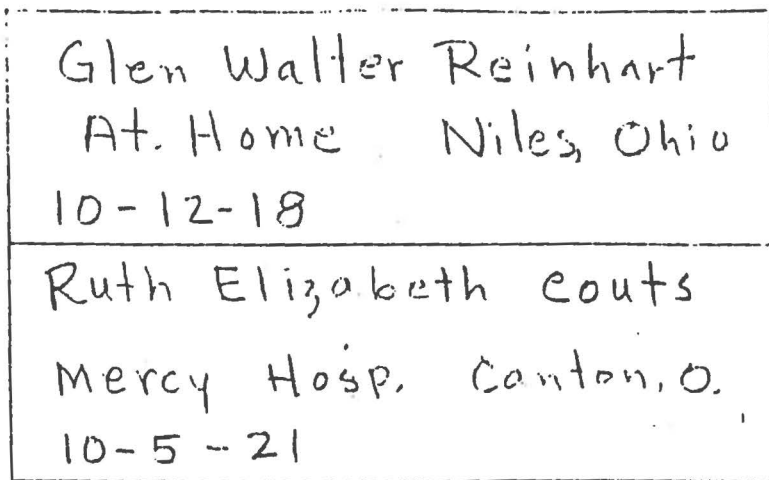 Glen Walter Reinhart
At. Home Niles, Ohio
10-12-18
Ruth Elizabeth Couts
Mercy Hosp. Canton, O.
10-5-21